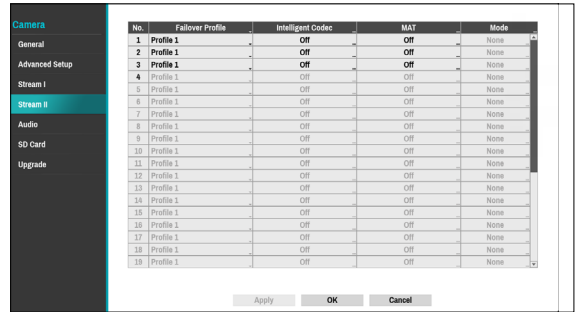 Camera
General
Advanced Setup
Stream I
Stream II
Audio
SD Card
Upgrade
No. Failover Profile Intelligent Codec MAT Mode
1 Profile 1 Off Off None
2 Profile 1 Off Off None
3 Profile 1 Off Off None
4 Profile 1 Off Off None
5 Profile 1 Off Off None
6 Profile 1 Off Off None
7 Profile 1 Off Off None
8 Profile 1 Off Off None
9 Profile 1 Off Off None
10 Profile 1 Off Off None
11 Profile 1 Off Off None
12 Profile 1 Off Off None
13 Profile 1 Off Off None
14 Profile 1 Off Off None
15 Profile 1 Off Off None
16 Profile 1 Off Off None
17 Profile 1 Off Off None
18 Profile 1 Off Off None
19 Profile 1 Off Off None
Apply OK Cancel